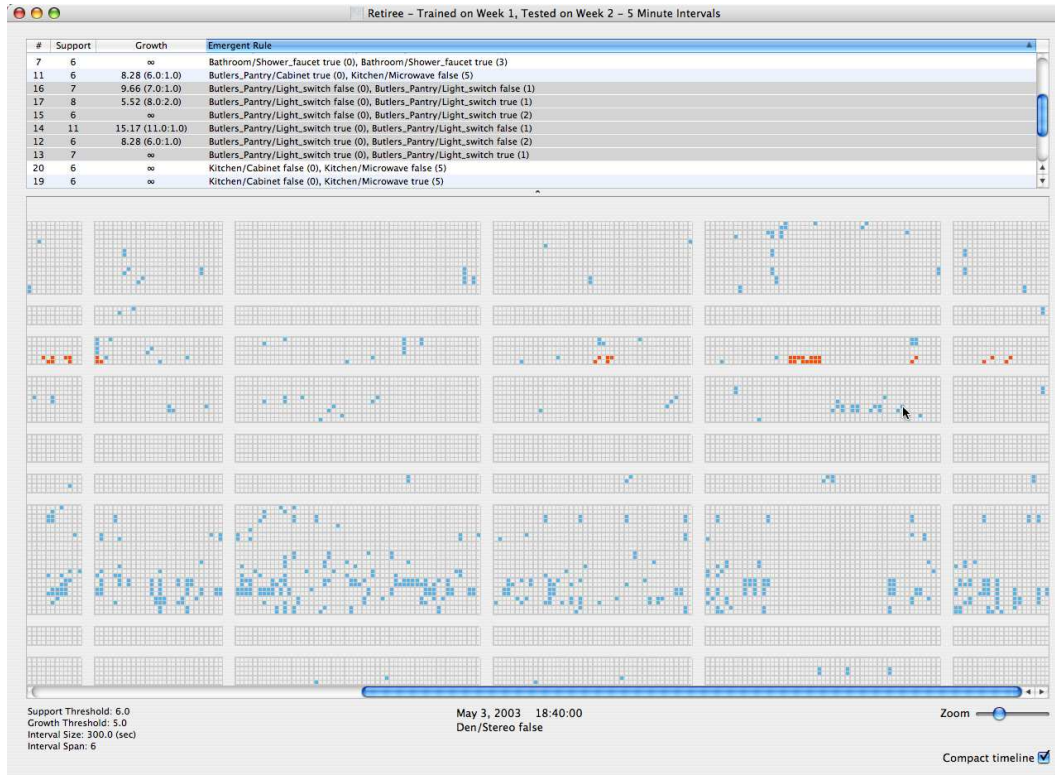 Retiree – Trained on Week 1, Tested on Week 2 – 5 Minute Intervals
# Support Growth Emergent Rule
7 6 ∞ Bathroom/Shower_faucet true (0), Bathroom/Shower_faucet true (3)
11 6 8.28 (6.0:1.0) Butlers_Pantry/Cabinet true (0), Kitchen/Microwave false (5)
16 7 9.66 (7.0:1.0) Butlers_Pantry/Light_switch false (0), Butlers_Pantry/Light_switch false (1)
17 8 5.52 (8.0:2.0) Butlers_Pantry/Light_switch false (0), Butlers_Pantry/Light_switch true (1)
15 6 ∞ Butlers_Pantry/Light_switch false (0), Butlers_Pantry/Light_switch true (2)
14 11 15.17 (11.0:1.0) Butlers_Pantry/Light_switch true (0), Butlers_Pantry/Light_switch false (1)
12 6 8.28 (6.0:1.0) Butlers_Pantry/Light_switch true (0), Butlers_Pantry/Light_switch false (2)
13 7 ∞ Butlers_Pantry/Light_switch true (0), Butlers_Pantry/Light_switch true (1)
20 6 ∞ Kitchen/Cabinet false (0), Kitchen/Microwave false (5)
19 6 ∞ Kitchen/Cabinet false (0), Kitchen/Microwave true (5)
Support Threshold: 6.0
Growth Threshold: 5.0
Interval Size: 300.0 (sec)
Interval Span: 6
May 3, 2003 18:40:00
Den/Stereo false
Zoom
Compact timeline